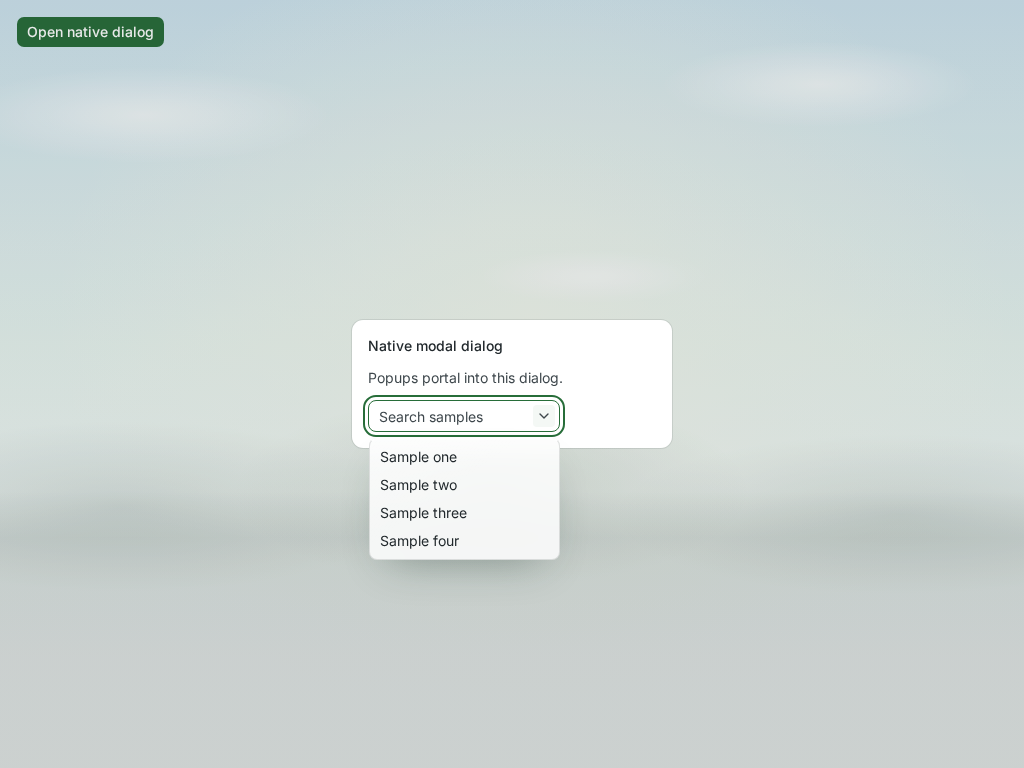 Open native dialog
Native modal dialog
Popups portal into this dialog.
Search samples
Sample one
Sample two
Sample three
Sample four